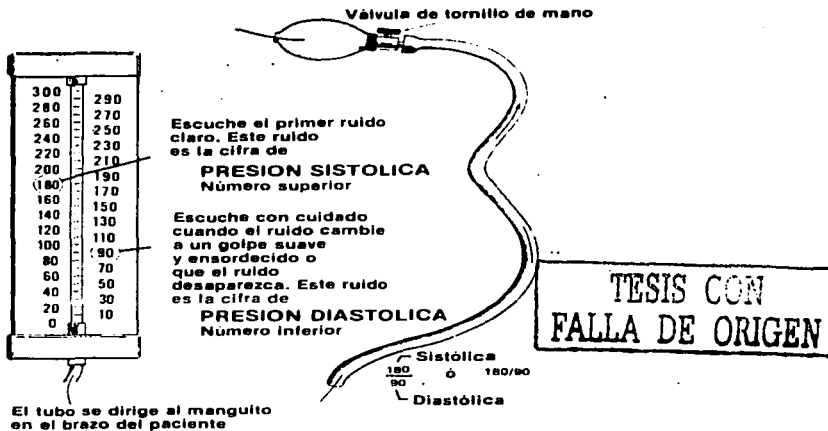 Válvula de tornillo de mano
300
280
260
240
220
200
180
160
140
120
100
80
60
40
20
0
290
270
250
230
210
190
170
150
130
110
90
70
50
30
10
Escuche el primer ruido
claro. Este ruido
es la cifra de
PRESION SISTOLICA
Número superior
Escuche con cuidado
cuando el ruido cambie
a un golpe suave
y ensordecido o
que el ruido
desaparezca. Este ruido
es la cifra de
PRESION DIASTOLICA
Número inferior
TESIS CON
FALLA DE ORIGEN
Sistólica
180
90
ó 180/90
Diastólica
El tubo se dirige al manguito
en el brazo del paciente